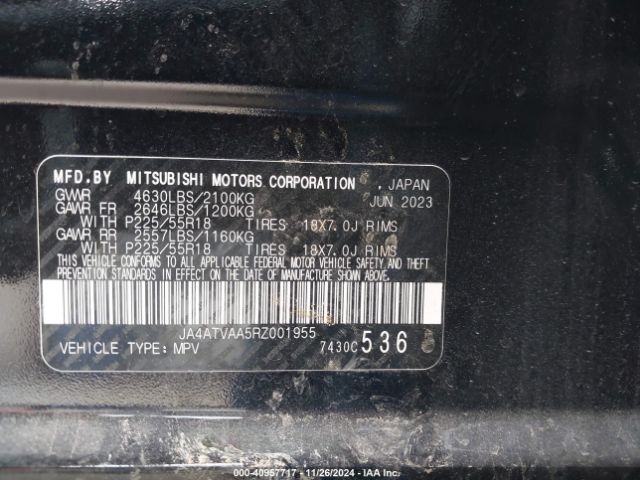 MFD.BY MITSUBISHI MOTORS CORPORATION , JAPAN
GVWR 4630LBS/2100KG JUN 2023
GAWR FR 2646LBS/1200KG
WITH P225/55R18 TIRES 18X7.0J RIMS
GAWR RR 2557LBS/1160KG
WITH P225/55R18 TIRES 18X7.0J RIMS
THIS VEHICLE CONFORMS TO ALL APPLICABLE FEDERAL MOTOR VEHICLE SAFETY AND THEFT
PREVENTION STANDARDS IN EFFECT ON THE DATE OF MANUFACTURE SHOWN ABOVE.
JA4ATVAA5RZ001955
VEHICLE TYPE: MPV 7430C 536
000-40957717 - 11/26/2024 - IAA Inc.